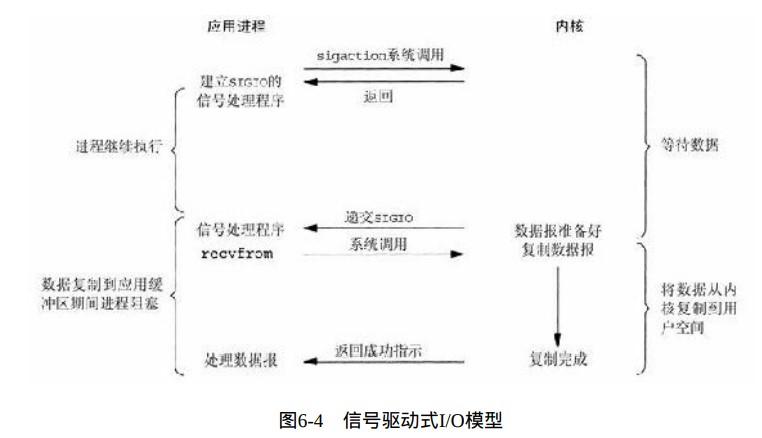 应用进程
内核
sigaction系统调用
建立SIGIO的
信号处理程序
返回
进程继续执行
等待数据
递交SIGIO
信号处理程序
数据报准备好
系统调用
复制数据报
recvfrom
数据复制到应用缓
冲区期间进程阻塞
将数据从内
核复制到用
户空间
返回成功指示
处理数据报
复制完成
图6-4 信号驱动式I/O模型